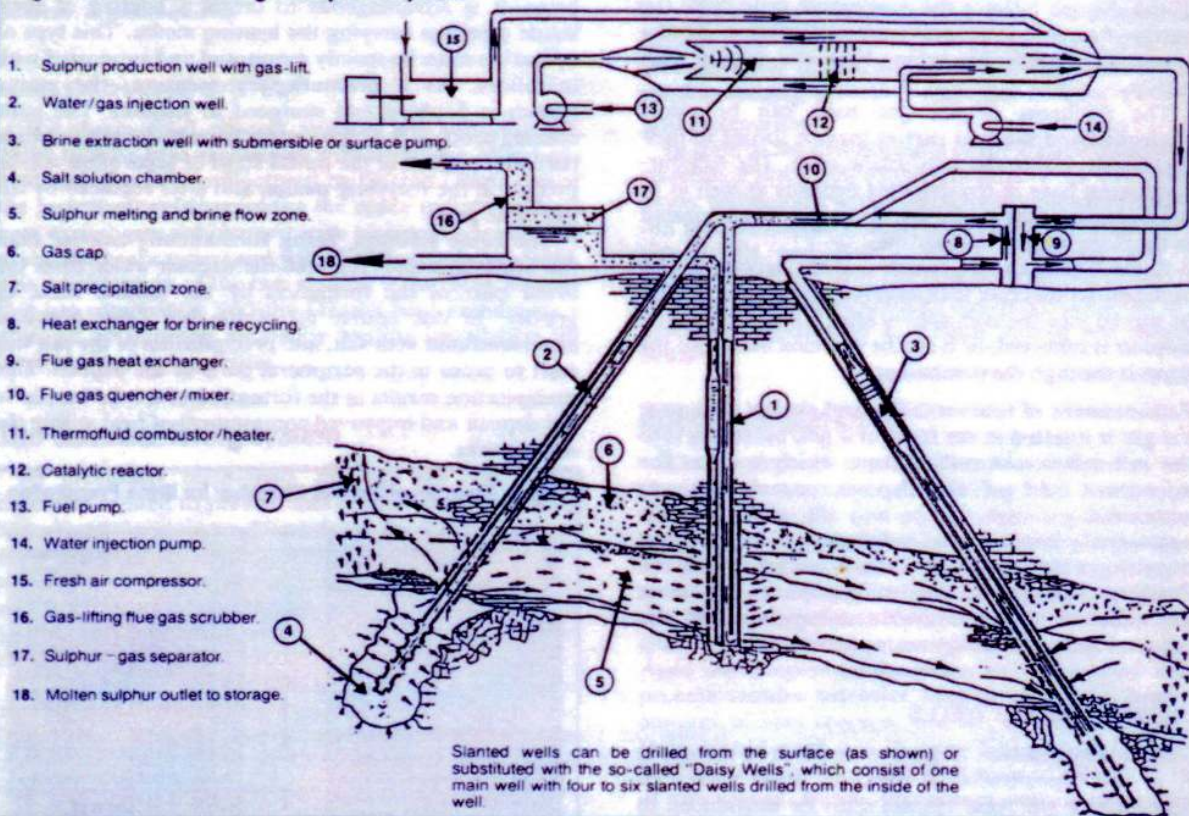 1. Sulphur production well with gas-lift.
2. Water/gas injection well.
3. Brine extraction well with submersible or surface pump.
4. Salt solution chamber.
5. Sulphur melting and brine flow zone.
6. Gas cap.
7. Salt precipitation zone.
8. Heat exchanger for brine recycling.
9. Flue gas heat exchanger.
10. Flue gas quencher/mixer.
11. Thermofluid combustor/heater.
12. Catalytic reactor.
13. Fuel pump.
14. Water injection pump.
15. Fresh air compressor.
16. Gas-lifting flue gas scrubber.
17. Sulphur-gas separator.
18. Molten sulphur outlet to storage.
15
13
11
12
14
10
17
16
18
8
9
2
3
1
6
7
4
5
Slanted wells can be drilled from the surface (as shown) or
substituted with the so-called "Daisy Wells", which consist of one
main well with four to six slanted wells drilled from the inside of the
well.